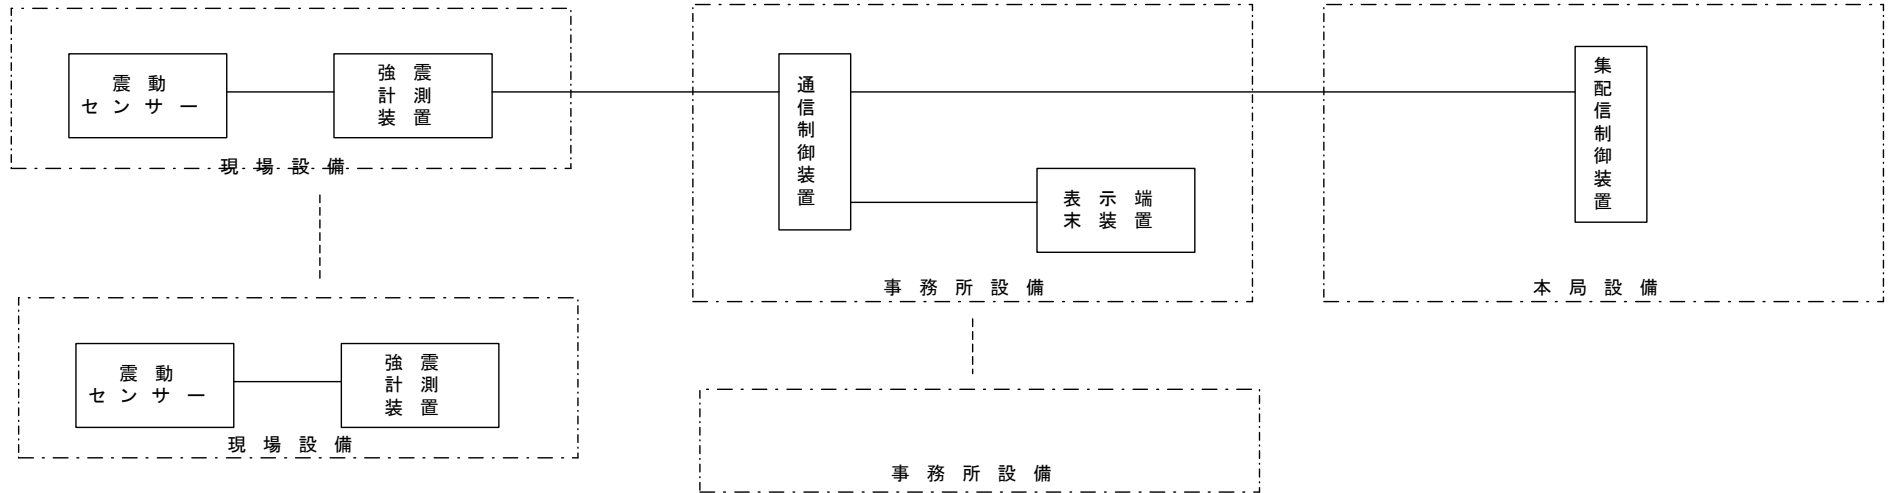 震動
センサー
強震
計測
装置
現場設備
通信制御装置
表示端
末装置
事務所設備
集配信制御装置
本局設備
震動
センサー
強震
計測
装置
現場設備
事務所設備